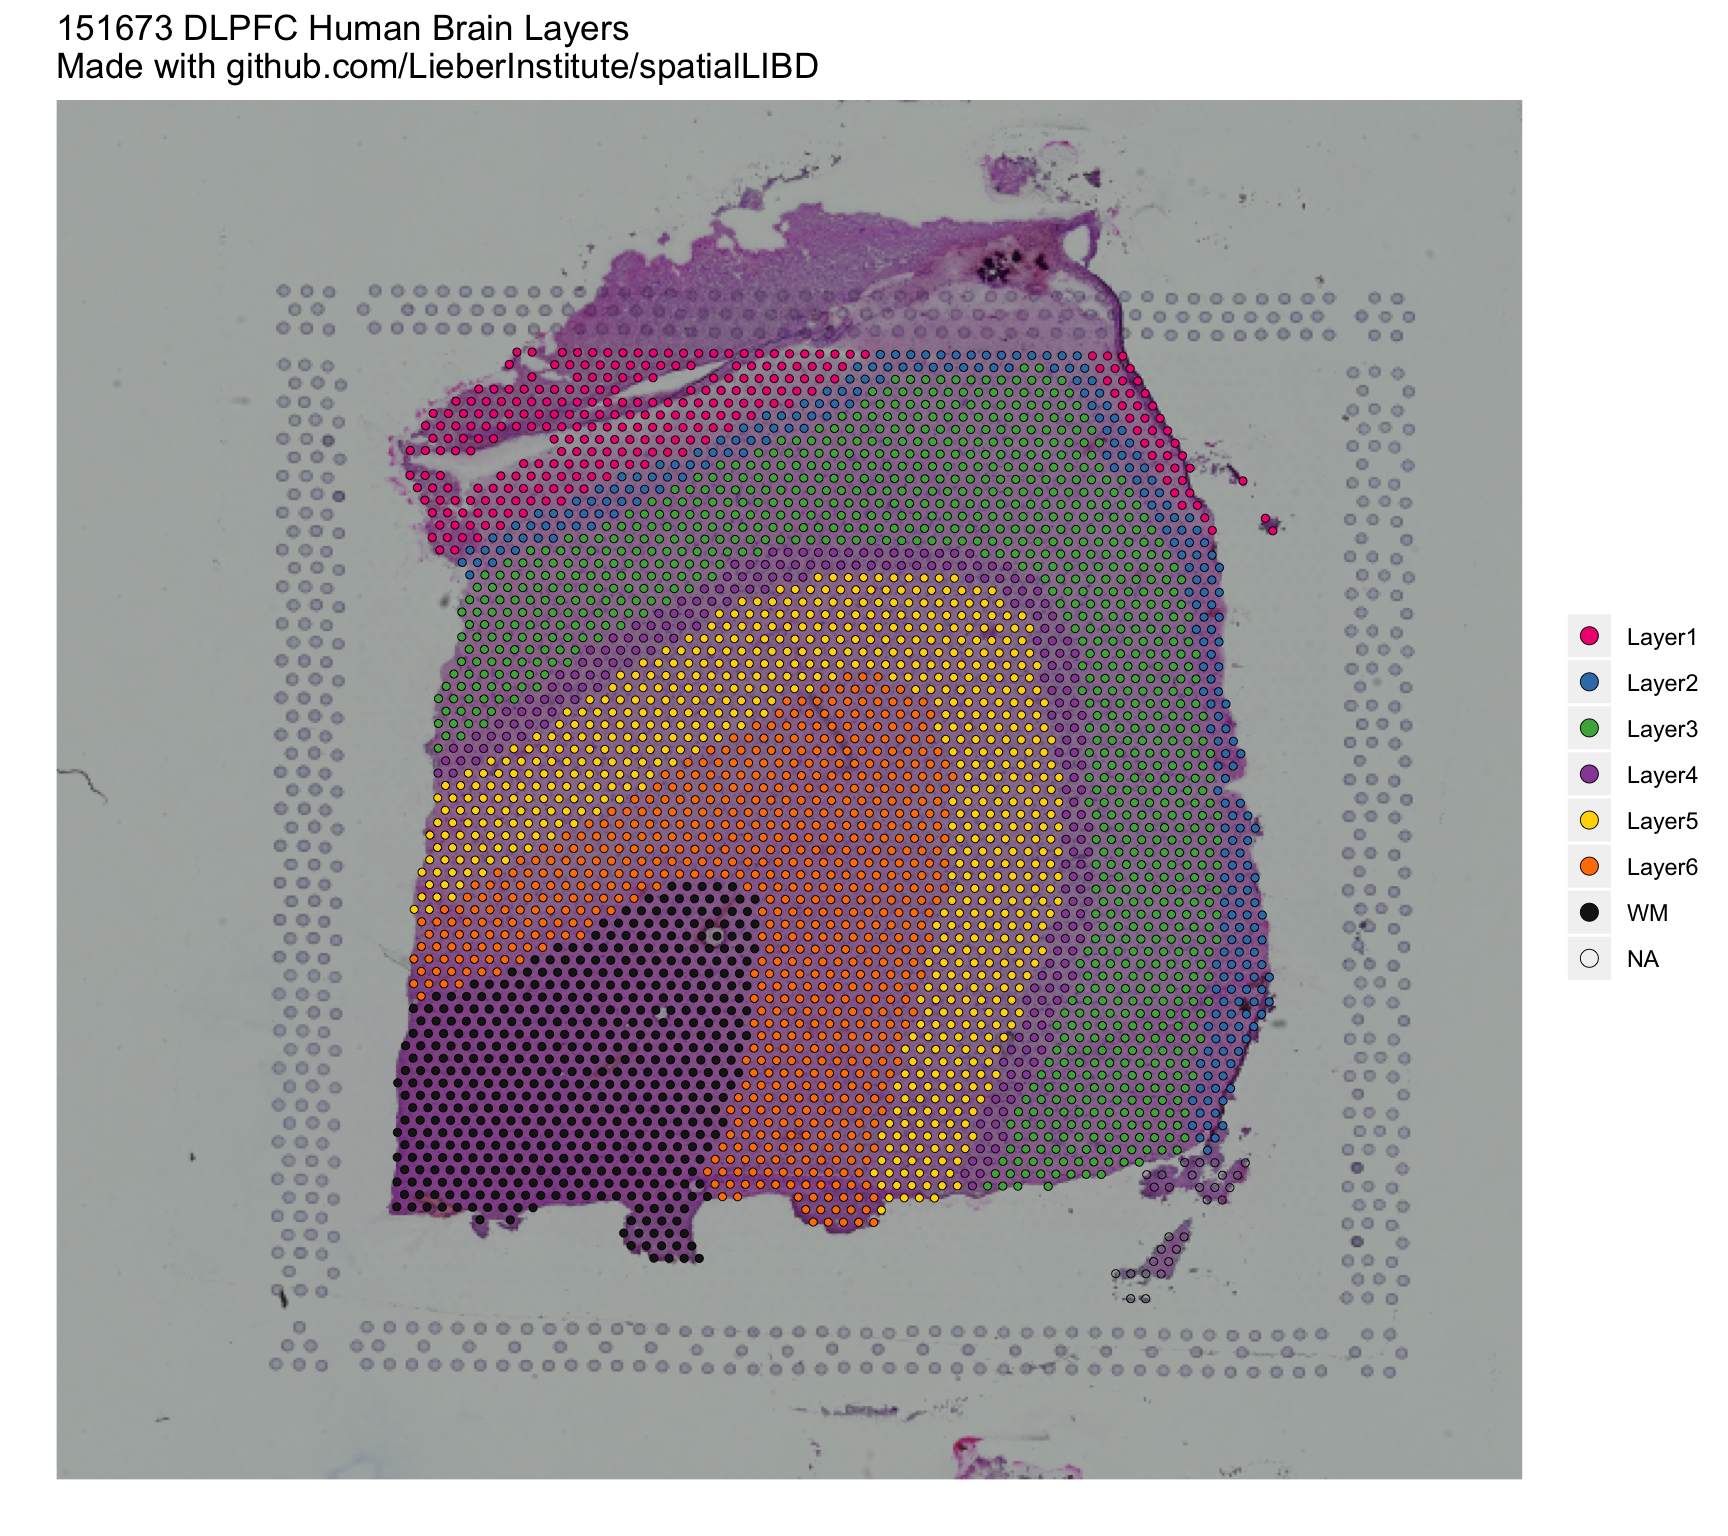 151673 DLPFC Human Brain Layers
Made with github.com/LieberInstitute/spatialLIBD
Layer1
Layer2
Layer3
Layer4
Layer5
Layer6
WM
NA